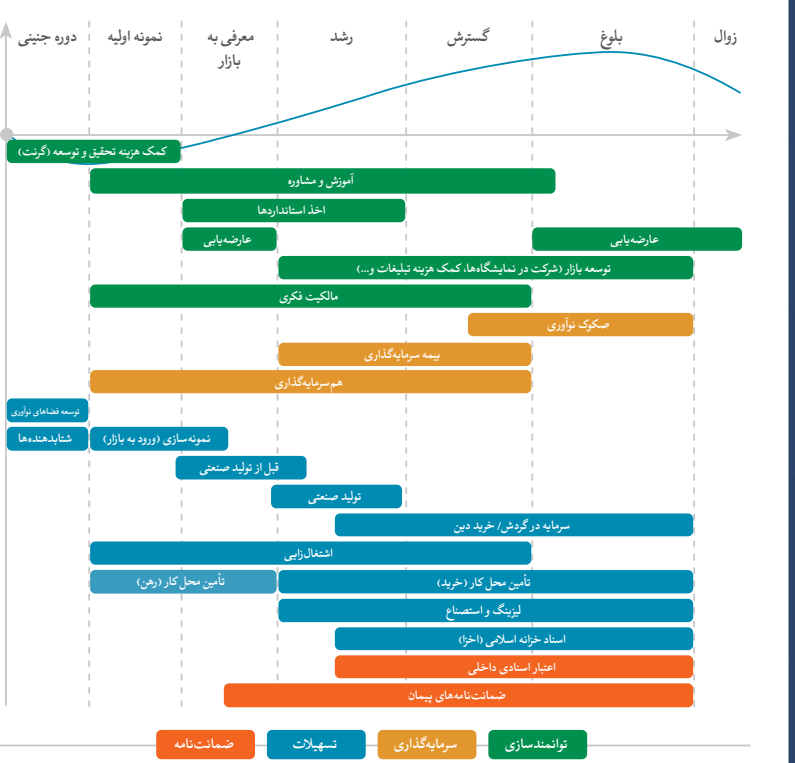 دوره جنینی
نمونه اولیه
معرفی به
بازار
رشد
گسترش
بلوغ
زوال
کمک هزینه تحقیق و توسعه (گرنت)
آموزش و مشاوره
اخذ استانداردها
عارضه‌یابی
عارضه‌یابی
توسعه بازار (شرکت در نمایشگاه‌ها، کمک هزینه تبلیغات و...)
مالکیت فکری
صکوک نوآوری
بیمه سرمایه‌گذاری
هم‌سرمایه‌گذاری
توسعه فضاهای نوآوری
شتابدهنده‌ها
نمونه‌سازی (ورود به بازار)
قبل از تولید صنعتی
تولید صنعتی
سرمایه در گردش/ خرید دین
اشتغال‌زایی
تأمین محل کار (رهن)
تأمین محل کار (خرید)
لیزینگ و استصناع
اسناد خزانه اسلامی (اخزا)
اعتبار اسنادی داخلی
ضمانت‌نامه‌های پیمان
توانمندسازی
سرمایه‌گذاری
تسهیلات
ضمانت‌نامه